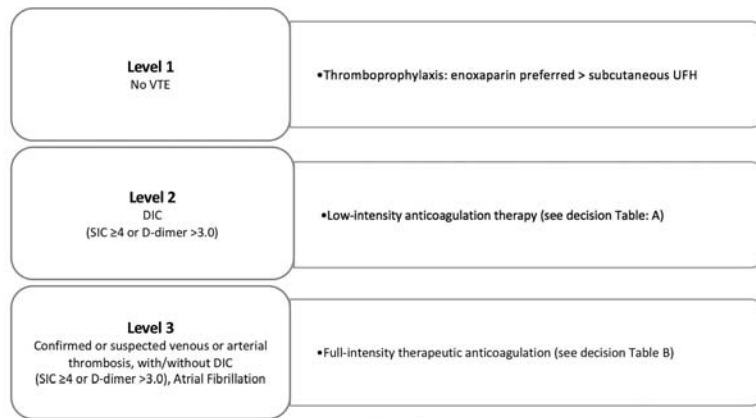 Level 1
No VTE
•Thromboprophylaxis: enoxaparin preferred > subcutaneous UFH
Level 2
DIC
(SIC ≥4 or D-dimer >3.0)
•Low-intensity anticoagulation therapy (see decision Table: A)
Level 3
Confirmed or suspected venous or arterial
thrombosis, with/without DIC
(SIC ≥4 or D-dimer >3.0), Atrial Fibrillation
•Full-intensity therapeutic anticoagulation (see decision Table B)